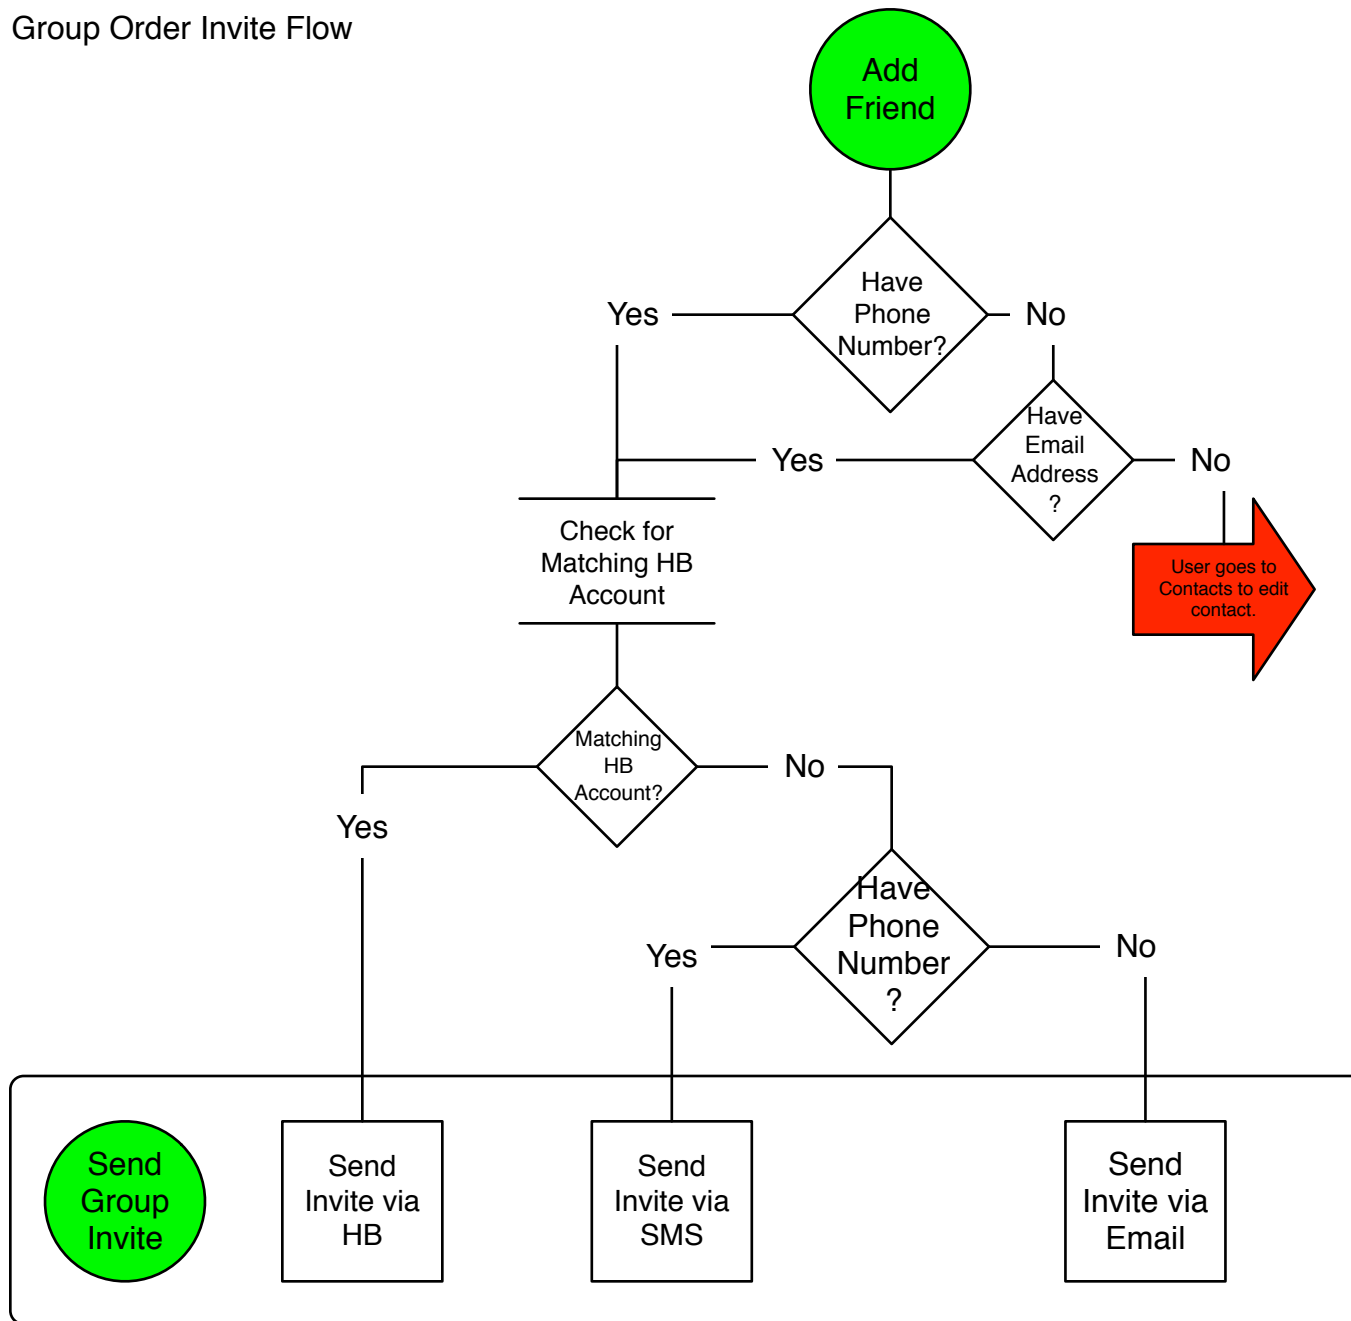 Group Order Invite Flow
Add
Friend
Have
Phone
Number?
Yes
No
Have
Email
Address
?
Yes
No
Check for
Matching HB
Account
User goes to
Contacts to edit
contact.
Matching
HB
Account?
No
Yes
Have
Phone
Number
?
Yes
No
Send
Group
Invite
Send
Invite via
HB
Send
Invite via
SMS
Send
Invite via
Email